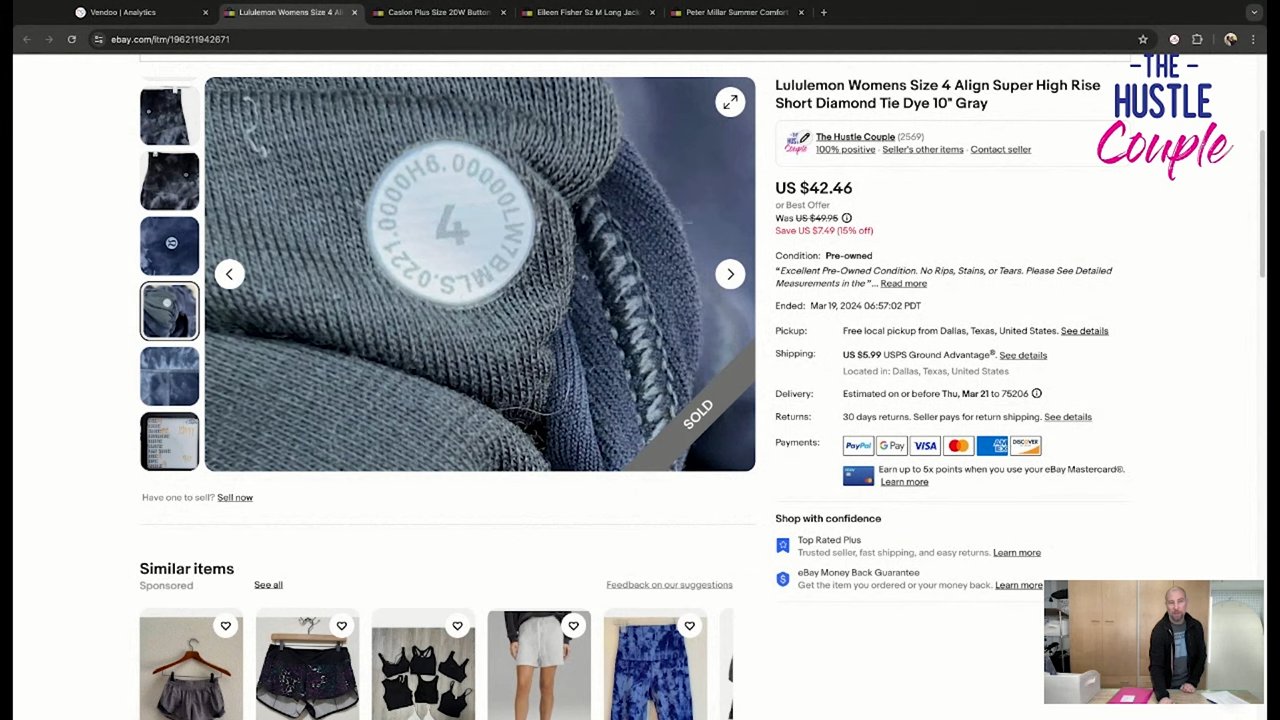 Vendoo | Analytics
Lululemon Womens Size 4 Al
Caslon Plus Size 20W Button
Eileen Fisher Sz M Long Jack
Peter Millar Summer Comfort
ebay.com/itm/196211942671
-THE-
HUSTLE
Couple
Lululemon Womens Size 4 Align Super High Rise
Short Diamond Tie Dye 10" Gray
The Hustle Couple (2569)
100% positive · Seller's other items · Contact seller
US $42.46
or Best Offer
Was US $49.95
Save US $7.49 (15% off)
Condition: Pre-owned
“Excellent Pre-Owned Condition. No Rips, Stains, or Tears. Please See Detailed
Measurements in the ”... Read more
Ended: Mar 19, 2024 06:57:02 PDT
Pickup: Free local pickup from Dallas, Texas, United States. See details
Shipping: US $5.99 USPS Ground Advantage®. See details
Located in: Dallas, Texas, United States
Delivery: Estimated on or before Thu, Mar 21 to 75206
Returns: 30 days returns. Seller pays for return shipping. See details
Payments: PayPal G Pay VISA MasterCard AM EX DISCOVER
Earn up to 5x points when you use your eBay Mastercard®.
Learn more
Shop with confidence
Top Rated Plus
Trusted seller, fast shipping, and easy returns. Learn more
eBay Money Back Guarantee
Get the item you ordered or your money back. Learn more
4
SOLD
Have one to sell? Sell now
Similar items
Sponsored
See all
Feedback on our suggestions